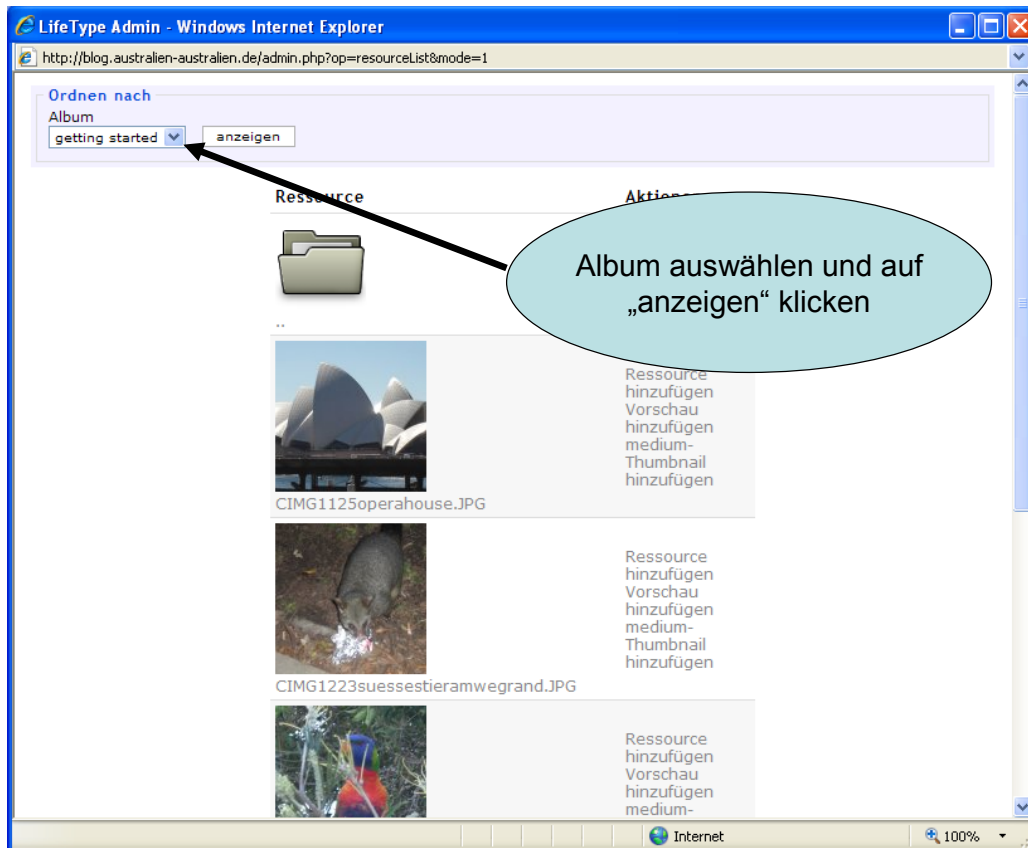 LifeType Admin - Windows Internet Explorer
http://blog.australien-australien.de/admin.php?op=resourceList&mode=1
Ordnen nach
Album
getting started
anzeigen
Ressource
Album auswählen und auf
„anzeigen“ klicken
..
Ressource
hinzufügen
Vorschau
hinzufügen
medium-
Thumbnail
hinzufügen
CIMG1125operahouse.JPG
Ressource
hinzufügen
Vorschau
hinzufügen
medium-
Thumbnail
hinzufügen
CIMG1223suessestieramwegrand.JPG
Ressource
hinzufügen
Vorschau
hinzufügen
medium-
Internet
100%